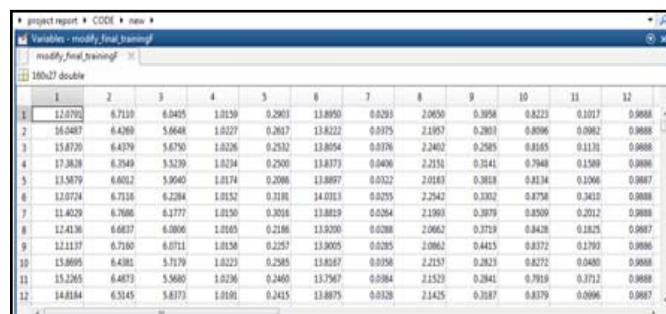 project report CODE new
Variables - modify_final_trainingF
modify_final_trainingF
160x27 double
1 2 3 4 5 6 7 8 9 10 11 12
1 12.0791 6.7110 6.0405 1.0159 0.2903 13.8950 0.0293 2.0650 0.3958 0.8223 0.1017 0.9888
2 16.0487 6.4269 5.6648 1.0227 0.2617 13.8222 0.0375 2.1957 0.2803 0.8096 0.0982 0.9888
3 15.8720 6.4379 5.6750 1.0226 0.2532 13.8054 0.0376 2.2402 0.2585 0.8165 0.1131 0.9888
4 17.3828 6.3549 5.5239 1.0234 0.2500 13.8373 0.0406 2.2151 0.3141 0.7948 0.1589 0.9886
5 13.5879 6.6012 5.9040 1.0174 0.2086 13.8897 0.0322 2.0163 0.3818 0.8134 0.1066 0.9887
6 12.0724 6.7116 6.2284 1.0152 0.3191 14.0313 0.0255 2.2542 0.3302 0.8758 0.3410 0.9888
7 11.4029 6.7686 6.1777 1.0150 0.3016 13.8819 0.0264 2.1993 0.3979 0.8509 0.2012 0.9888
8 12.4136 6.6837 6.0806 1.0165 0.2186 13.9200 0.0288 2.0662 0.3719 0.8428 0.1825 0.9887
9 12.1137 6.7160 6.0711 1.0158 0.2257 13.9005 0.0285 2.0862 0.4415 0.8372 0.1793 0.9886
10 15.8695 6.4381 5.7179 1.0223 0.2585 13.8167 0.0358 2.2157 0.2823 0.8272 0.0480 0.9888
11 15.2265 6.4873 5.5680 1.0236 0.2460 13.7567 0.0384 2.1523 0.2841 0.7919 0.3712 0.9888
12 14.8184 6.5145 5.8373 1.0191 0.2415 13.8875 0.0328 2.1425 0.3187 0.8379 0.0996 0.9887